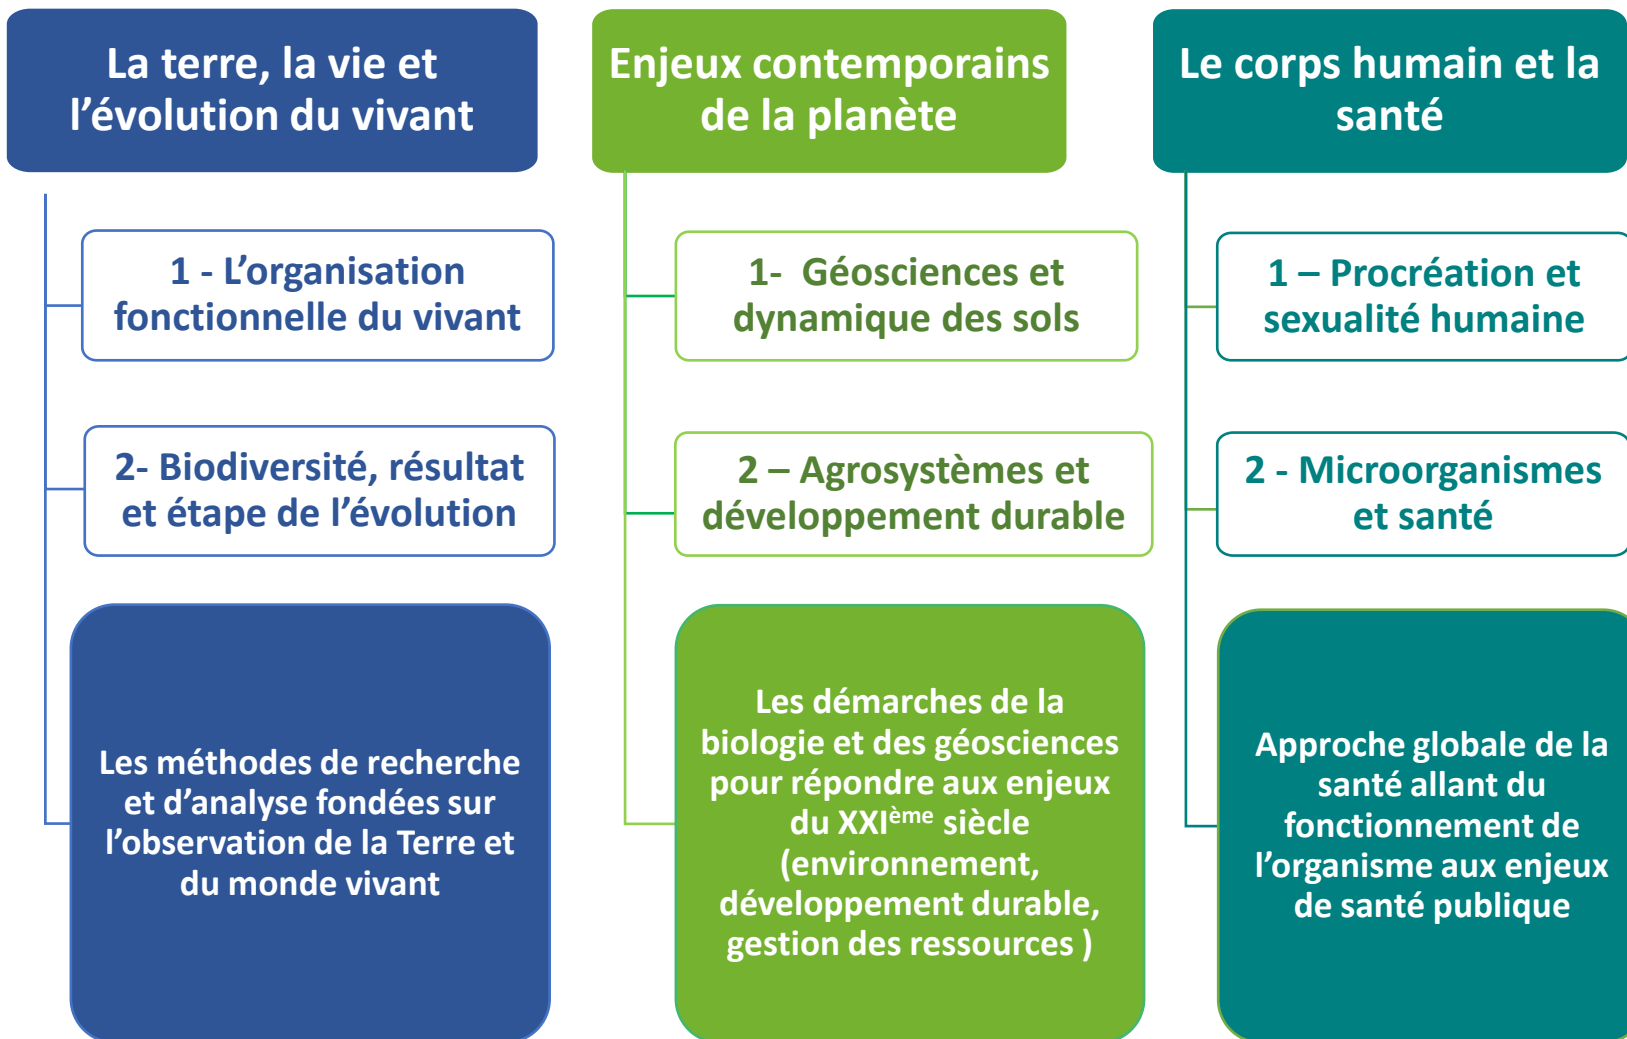 La terre, la vie et
l’évolution du vivant
1 - L’organisation
fonctionnelle du vivant
2- Biodiversité, résultat
et étape de l’évolution
Les méthodes de recherche
et d’analyse fondées sur
l’observation de la Terre et
du monde vivant
Enjeux contemporains
de la planète
1-  Géosciences et
dynamique des sols
2 – Agrosystèmes et
développement durable
Les démarches de la
biologie et des géosciences
pour répondre aux enjeux
du XXIème siècle
(environnement,
développement durable,
gestion des ressources )
Le corps humain et la
santé
1 – Procréation et
sexualité humaine
2 - Microorganismes
et santé
Approche globale de la
santé allant du
fonctionnement de
l’organisme aux enjeux
de santé publique